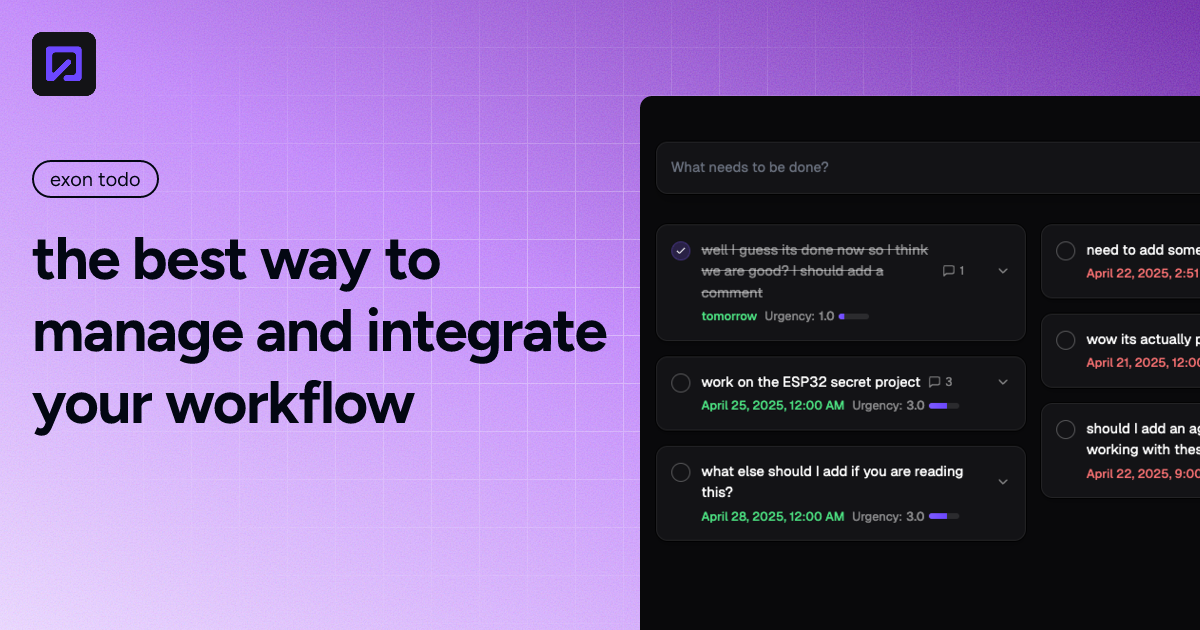 exon todo
the best way to
manage and integrate
your workflow
What needs to be done?
well I guess its done now so I think
we are good? I should add a
comment
1
tomorrow Urgency: 1.0
work on the ESP32 secret project 3
April 25, 2025, 12:00 AM Urgency: 3.0
what else should I add if you are reading
this?
April 28, 2025, 12:00 AM Urgency: 3.0
need to add some
April 22, 2025, 2:51
wow its actually
April 21, 2025, 12:00
should I add an
working with
April 22, 2025, 9:00